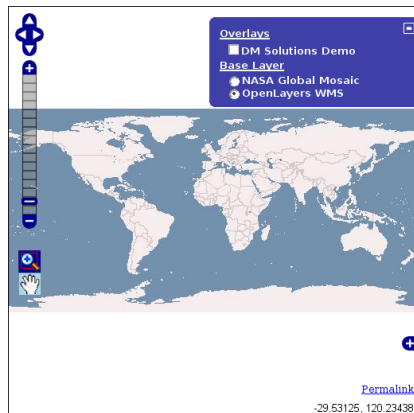 Overlays
DM Solutions Demo
Base Layer
NASA Global Mosaic
OpenLayers WMS
Permalink
-29.53125, 120.23438